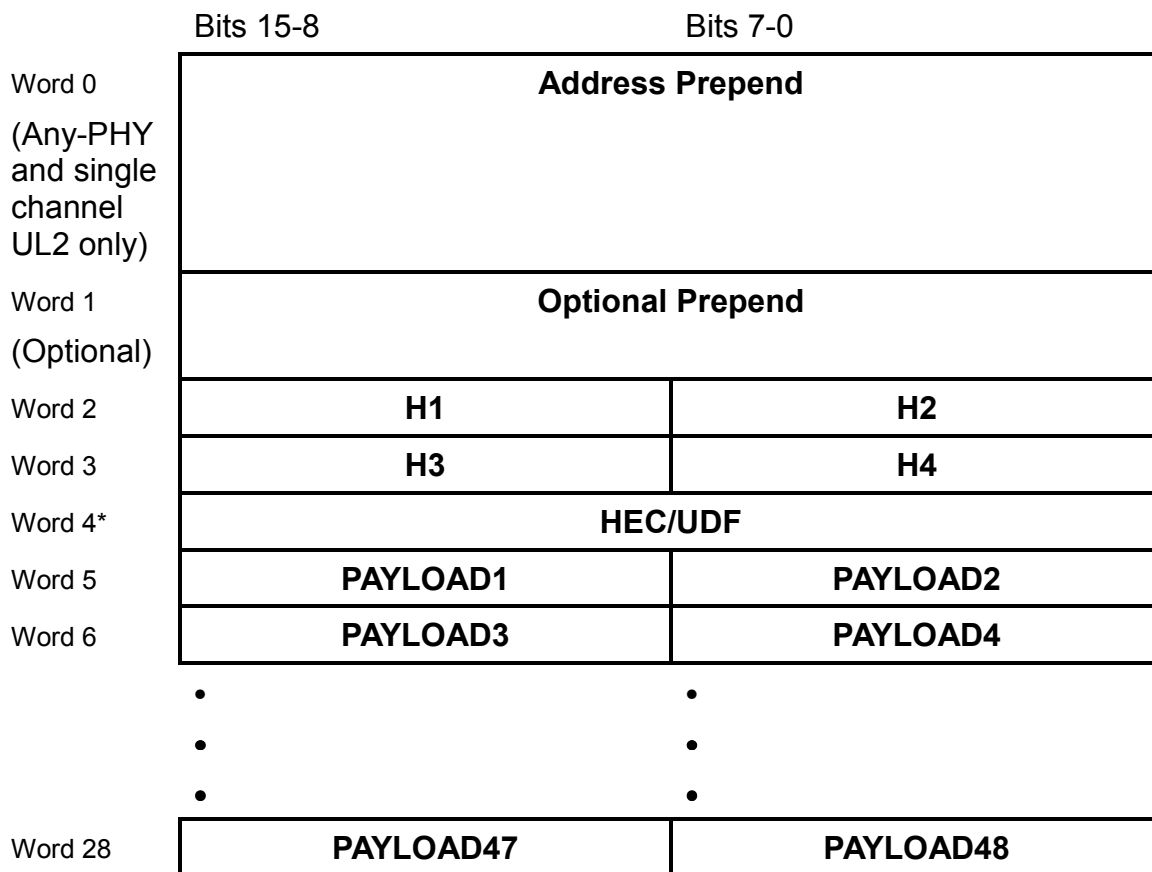 Bits 15-8 Bits 7-0
Word 0 Address Prepend
(Any-PHY
and single
channel
UL2 only)
Word 1 Optional Prepend
(Optional)
Word 2 H1 H2
Word 3 H3 H4
Word 4* HEC/UDF
Word 5 PAYLOAD1 PAYLOAD2
Word 6 PAYLOAD3 PAYLOAD4
• •
• •
• •
Word 28 PAYLOAD47 PAYLOAD48